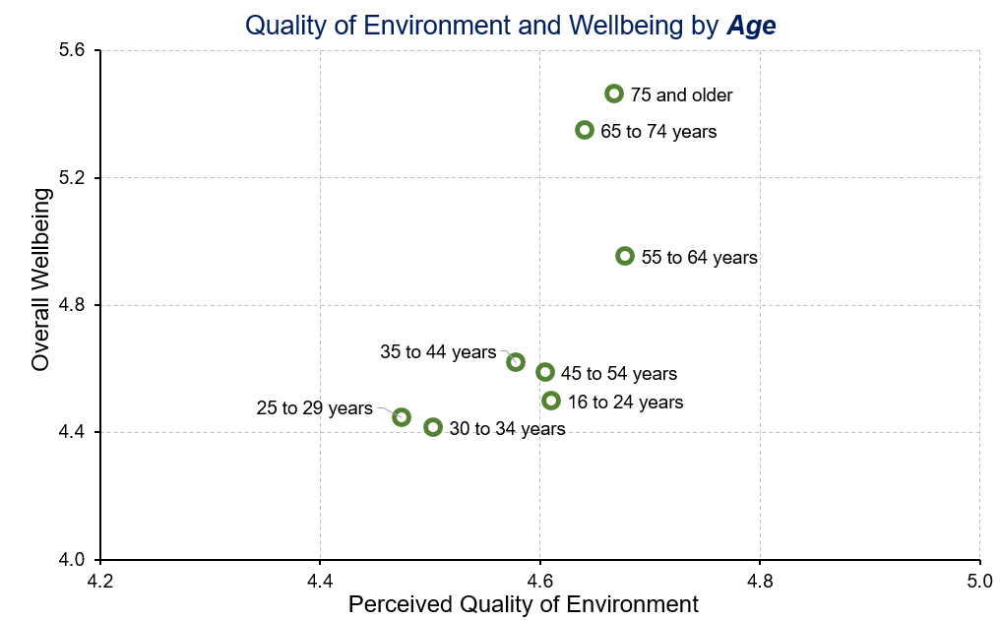 Quality of Environment and Wellbeing by Age
5.6
75 and older
65 to 74 years
5.2
Overall Wellbeing
55 to 64 years
4.8
35 to 44 years
45 to 54 years
16 to 24 years
25 to 29 years
30 to 34 years
4.4
4.0
4.2 4.4 4.6 4.8 5.0
Perceived Quality of Environment